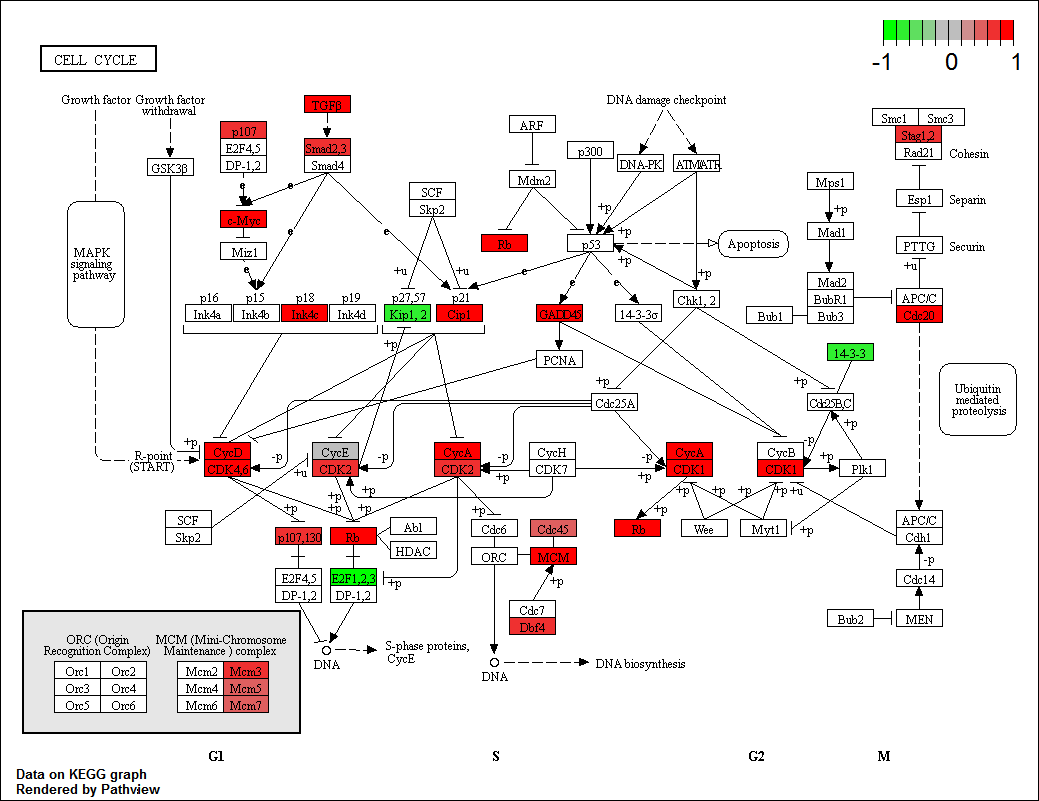 CELL CYCLE
-1 0 1
Growth factor
Growth factor
withdrawal
TGFβ
DNA damage checkpoint
p107
E2F4,5
DP-1,2
Smad2,3
Smad4
GSK3β
ARF
p300
DNA-PK
ATM/ATR
Smc1
Smc3
Stag1,2
Rad21
Cohesin
e
e
Mdm2
SCF
Skp2
Mps1
+p
Esp1
Separin
MAPK
signaling
pathway
c-Myc
Miz1
e
e
Rb
p53
+p
+p
+p
Apoptosis
Mad1
PTTG
Securin
+u
+u
+u
e
e
e
+p
p16
Ink4a
p15
Ink4b
p18
Ink4c
p19
Ink4d
p27,57
Kip1, 2
p21
Cip1
GADD45
14-3-3σ
Chk1, 2
Mad2
BubR1
Bub3
Bub1
APC/C
Cdc20
+p
PCNA
14-3-3
+p
Cdc25A
+p
Cdc25B,C
Ubiquitin
mediated
proteolysis
R-point
(START)
+p
CycD
CDK4,6
-p
+u
CycE
CDK2
-p
CycA
CDK2
-p
+p
CycH
CDK7
-p
+p
CycA
CDK1
CycB
CDK1
-p
+p
+p
Plk1
SCF
Skp2
+p
+p
+p
+p
+p
+p
+p
+p
+u
p107,130
Rb
Abl
HDAC
Cdc6
ORC
Cdc45
MCM
Rb
Wee
Myt1
+p
APC/C
Cdh1
E2F4,5
DP-1,2
E2F1,2,3
DP-1,2
+p
+p
-p
Cdc14
Cdc7
Dbf4
Bub2
MEN
ORC (Origin
Recognition Complex)
MCM (Mini-Chromosome
Maintenance ) complex
Orc1 Orc2
Orc3 Orc4
Orc5 Orc6
Mcm2 Mcm3
Mcm4 Mcm5
Mcm6 Mcm7
DNA
S-phase proteins,
CycE
DNA
DNA biosynthesis
G1 S G2 M
Data on KEGG graph
Rendered by Pathview